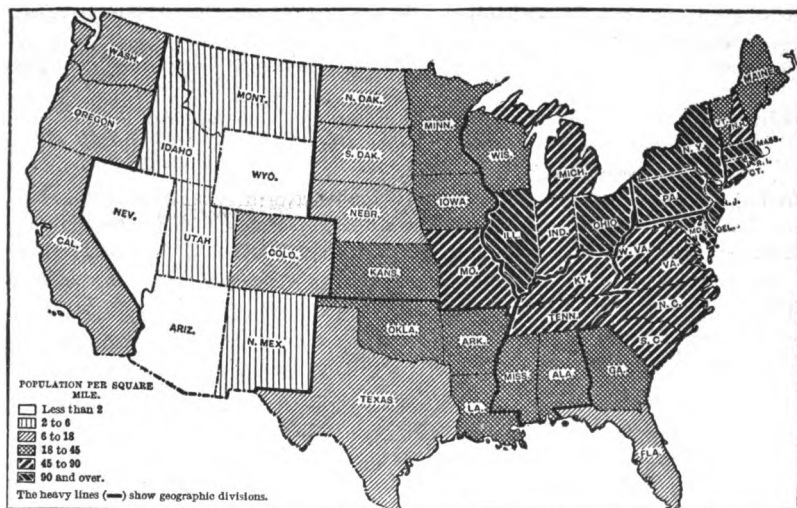 WASH.
MONT.
N. DAK.
MINN.
MAINE
OREGON
IDAHO
WYO.
S. DAK.
WIS.
MICH.
N.Y.
VT.
N.H.
MASS.
R.I.
CT.
NEV.
UTAH
COLO.
NEBR.
IOWA
ILL.
IND.
OHIO
PA.
N.J.
DEL.
MD.
CAL.
KANS.
MO.
KY.
W. VA.
VA.
ARIZ.
N. MEX.
OKLA.
ARK.
TENN.
N. C.
S. C.
TEXAS
LA.
MISS.
ALA.
GA.
FLA.
POPULATION PER SQUARE
MILE.
Less than 2
2 to 6
6 to 18
18 to 45
45 to 90
90 and over.
The heavy lines (━) show geographic divisions.